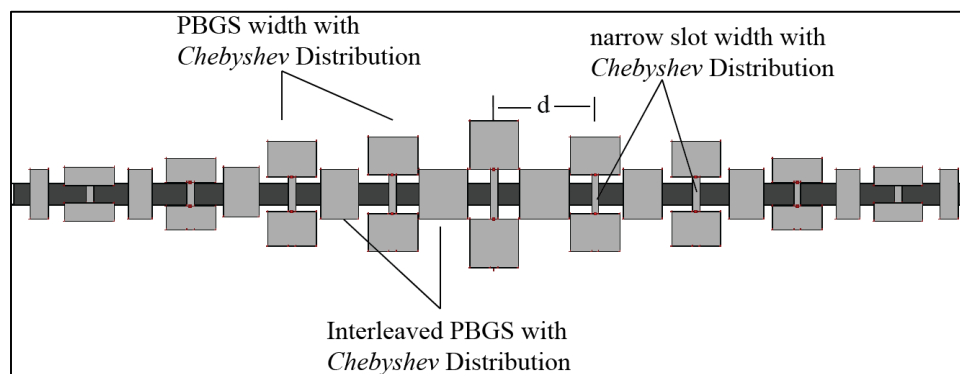 PBGS width with
Chebyshev Distribution
narrow slot width with
Chebyshev Distribution
d
Interleaved PBGS with
Chebyshev Distribution